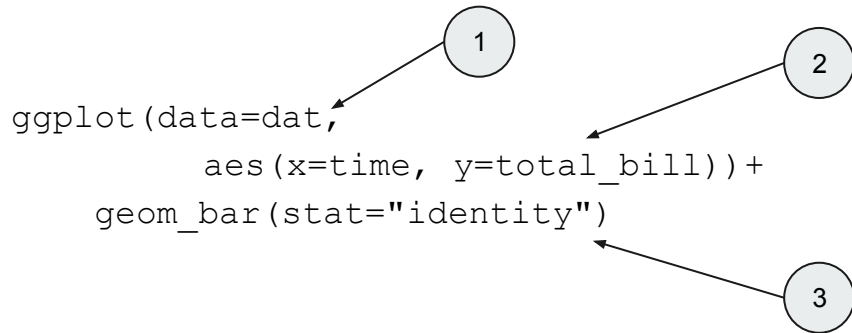 1
2
ggplot(data=dat,
aes(x=time, y=total_bill))+
geom_bar(stat="identity")
3